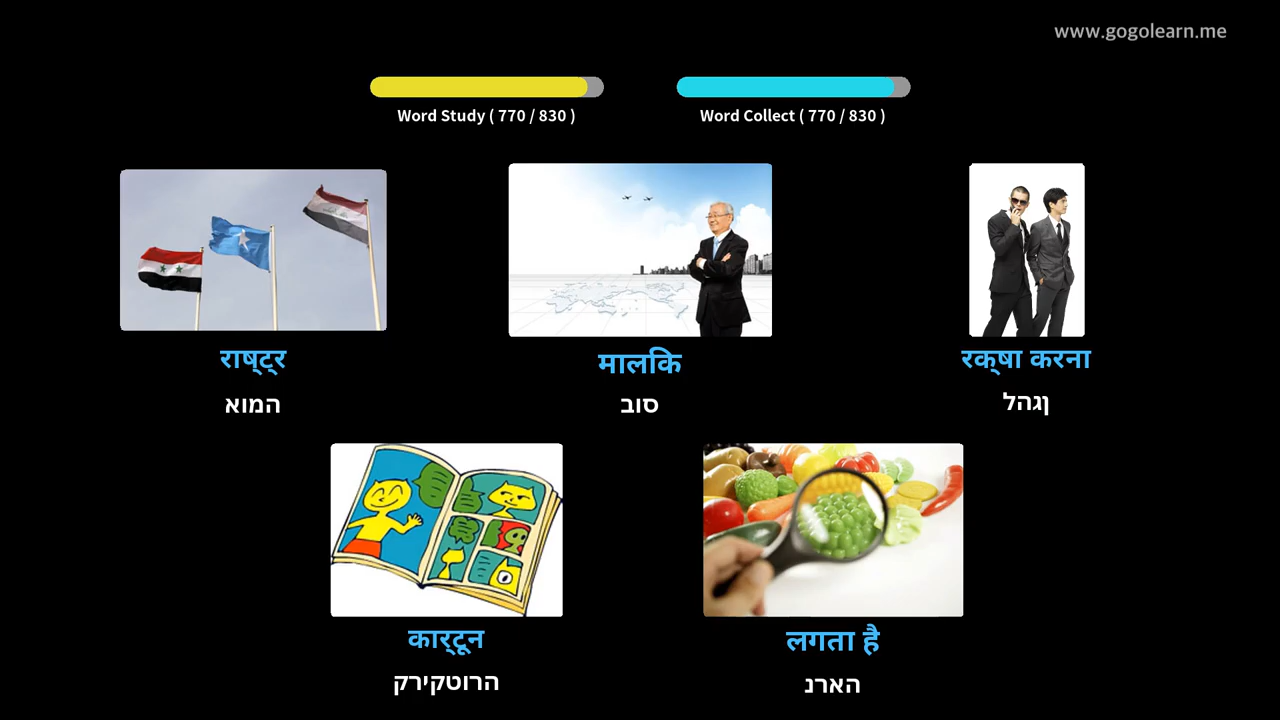 www.gogolearn.me
Word Study ( 770 / 830 )
Word Collect ( 770 / 830 )
राष्ट्र
मालकि
रक्षा करना
המוא
סוב
ןגהל
कार्टून
लगता है
הרוטקירק
הארנ